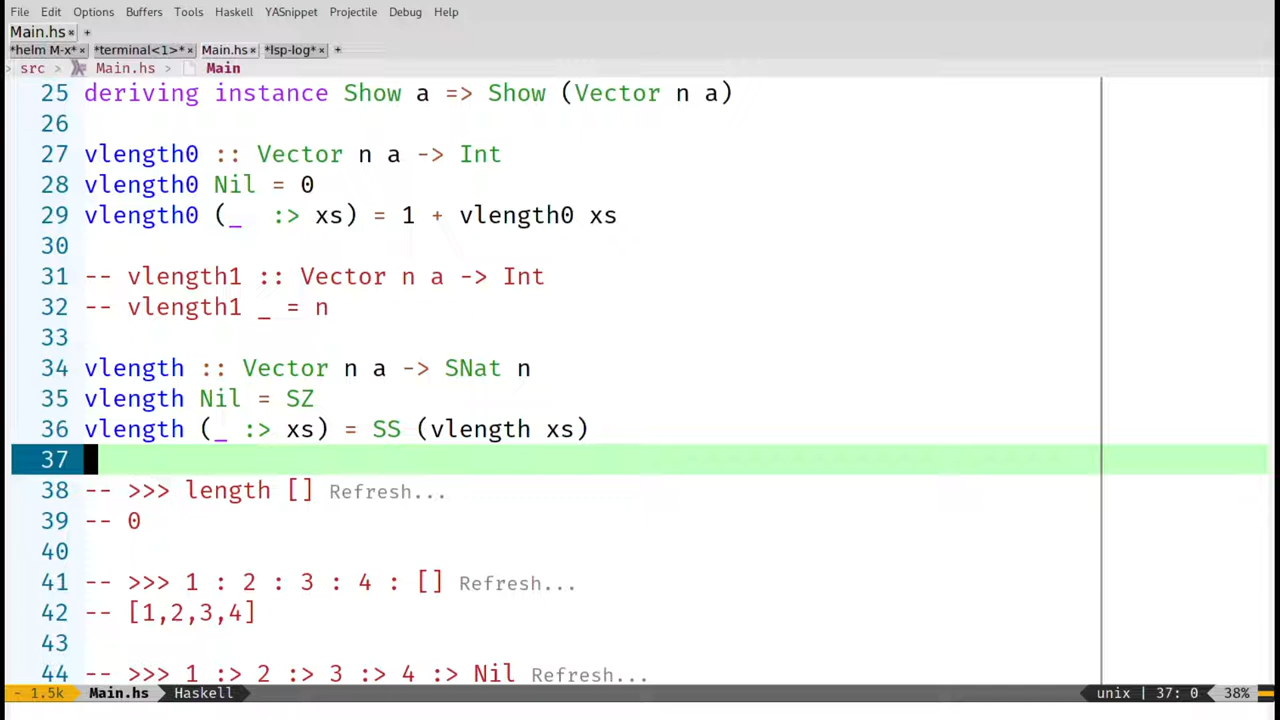 File Edit Options Buffers Tools Haskell YASnippet Projectile Debug Help
Main.hs × +
*helm M-x* × *terminal<1>* × Main.hs × *lsp-log* × +
> src > Main.hs > Main
25 deriving instance Show a => Show (Vector n a)
26
27 vlength0 :: Vector n a -> Int
28 vlength0 Nil = 0
29 vlength0 (_  :> xs) = 1 + vlength0 xs
30
31 -- vlength1 :: Vector n a -> Int
32 -- vlength1 _ = n
33
34 vlength :: Vector n a -> SNat n
35 vlength Nil = SZ
36 vlength (_ :> xs) = SS (vlength xs)
37
38 -- >>> length [] Refresh...
39 -- 0
40
41 -- >>> 1 : 2 : 3 : 4 : [] Refresh...
42 -- [1,2,3,4]
43
44 -- >>> 1 :> 2 :> 3 :> 4 :> Nil Refresh...
- 1.5k Main.hs Haskell unix | 37: 0 38%